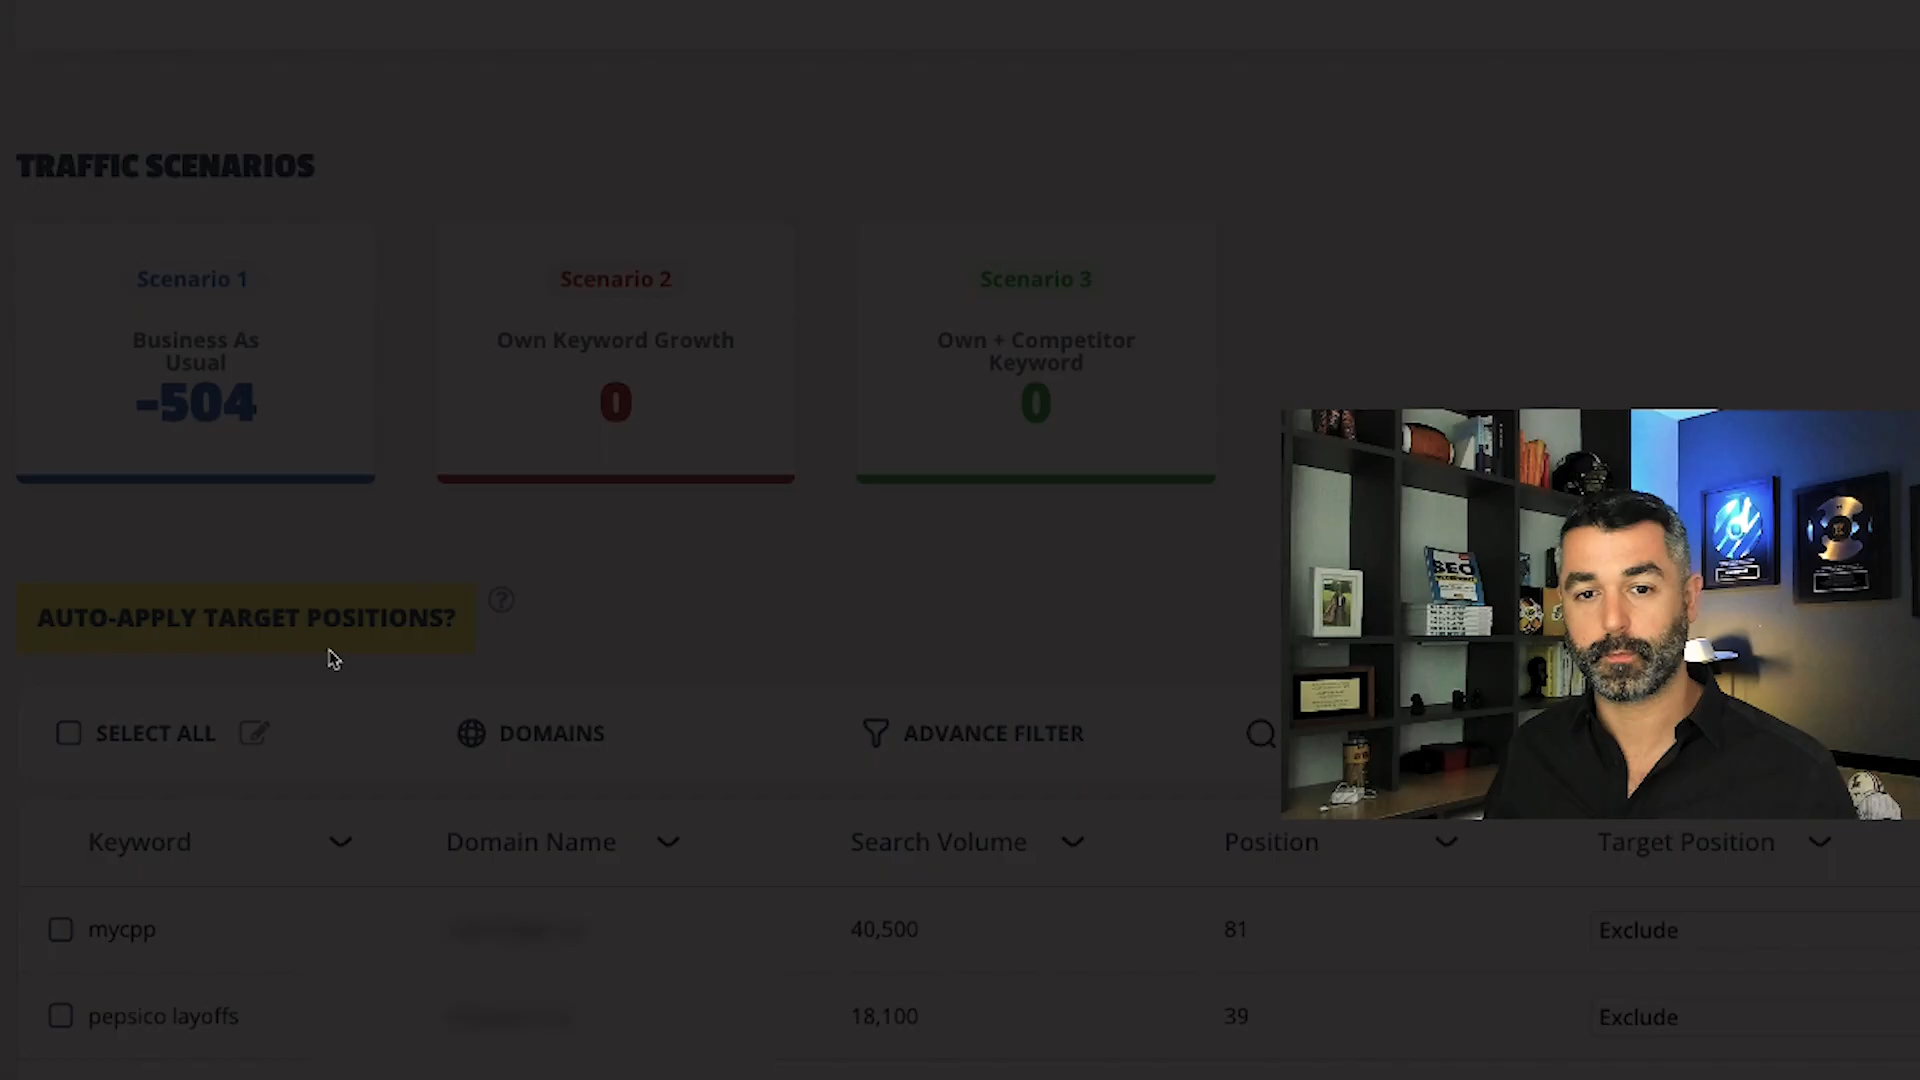 TRAFFIC SCENARIOS
Scenario 1
Business As
Usual
-504
Scenario 2
Own Keyword Growth
0
Scenario 3
Own + Competitor
Keyword
0
AUTO-APPLY TARGET POSITIONS?
?
SELECT ALL
DOMAINS
ADVANCE FILTER
SEO
Keyword
Domain Name
Search Volume
Position
Target Position
mycpp
40,500
81
Exclude
pepsico layoffs
18,100
39
Exclude